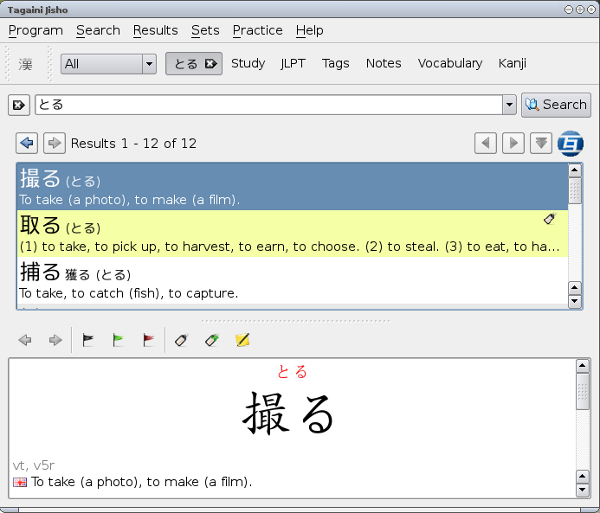 Tagaini Jisho
Program Search Results Sets Practice Help
漢 All とる Study JLPT Tags Notes Vocabulary Kanji
とる Search
Results 1 - 12 of 12 互
撮る (とる)
To take (a photo), to make (a film).
取る (とる)
(1) to take, to pick up, to harvest, to earn, to choose. (2) to steal. (3) to eat, to ha...
捕る 獲る (とる)
To take, to catch (fish), to capture.
とる
撮る
vt, v5r
To take (a photo), to make (a film).